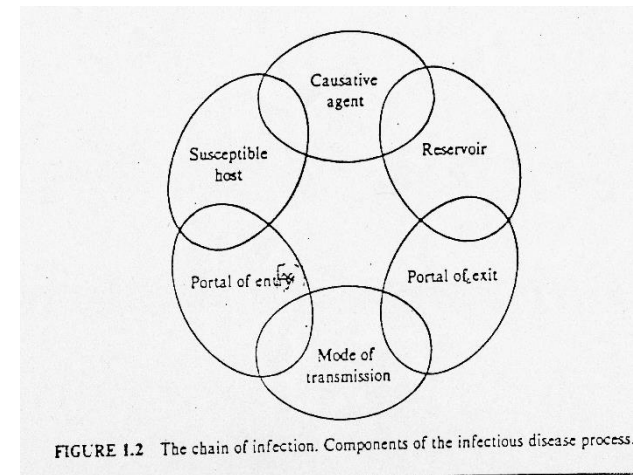 Causative
agent
Reservoir
Portal of exit
Mode of
transmission
Portal of entry
Susceptible
host
FIGURE 1.2 The chain of infection. Components of the infectious disease process.